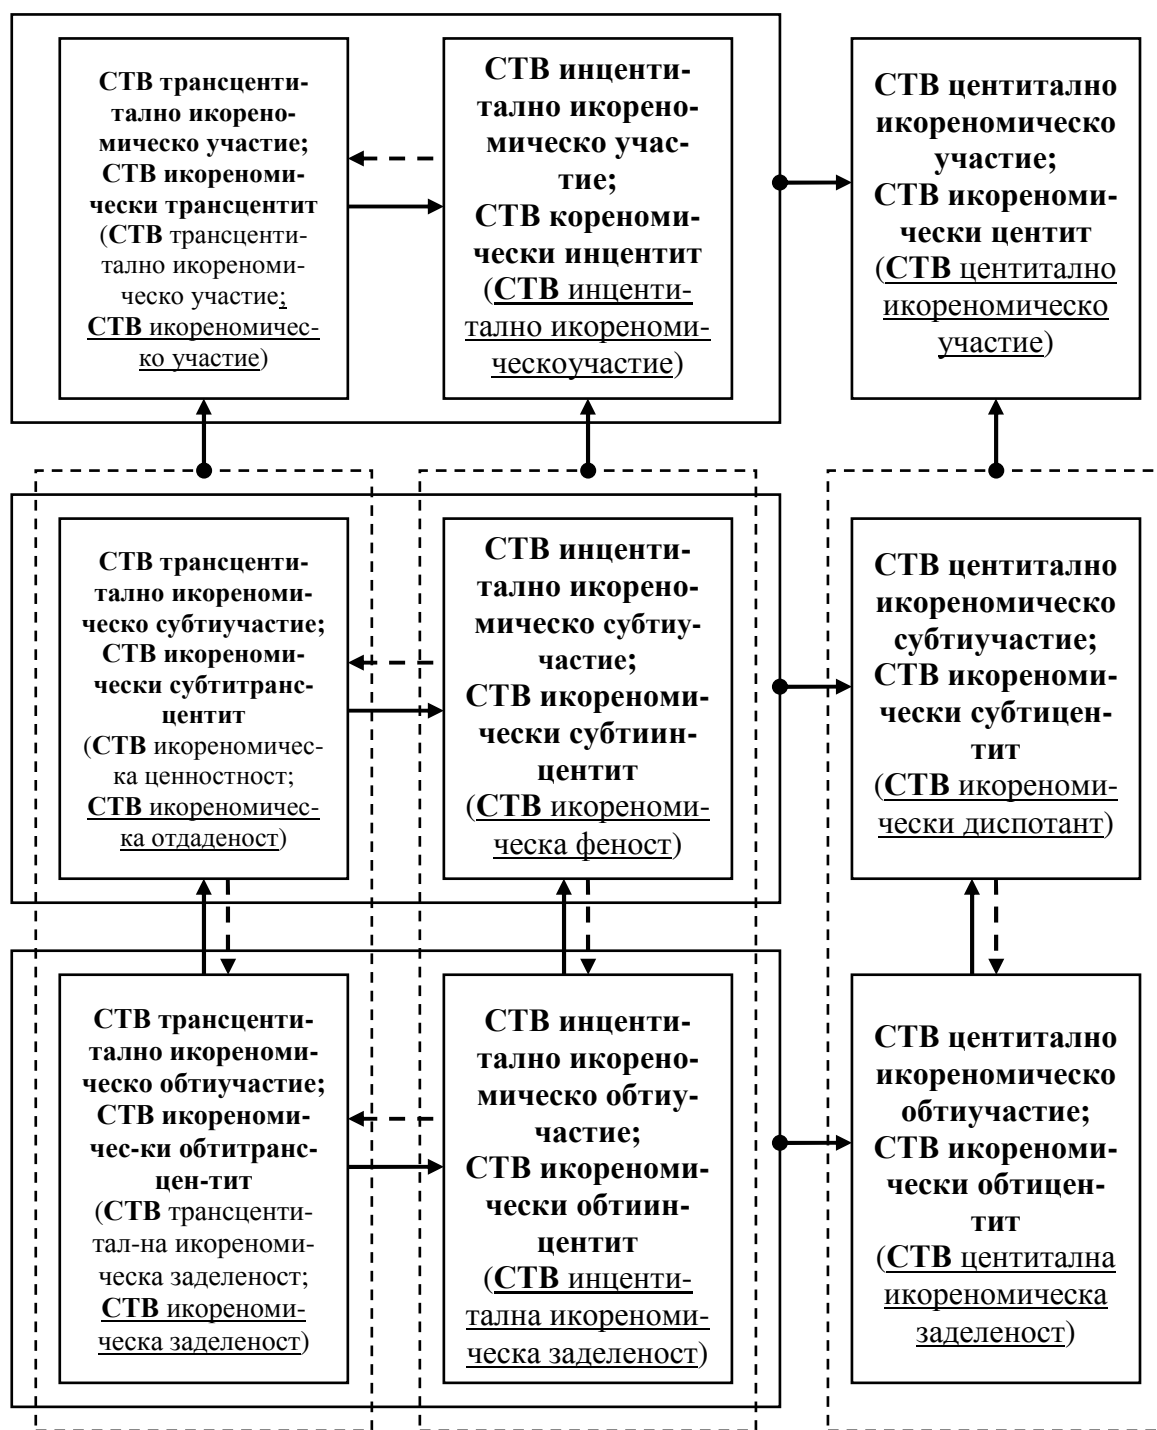 СТВ трансценти-
тално икорено-
мическо участие;
СТВ икореноми-
чески трансцентит
(СТВ трансценти-
тално икореноми-
ческо участие;
СТВ икореномичес-
ко участие)
СТВ инценти-
тално икорено-
мическо учас-
тие;
СТВ кореноми-
чески инцентит
(СТВ инценти-
тално икореноми-
ческоучастие)
СТВ центитално
икореномическо
участие;
СТВ икореноми-
чески центит
(СТВ центитално
икореномическо
участие)
СТВ трансценти-
тално икореноми-
ческо субтиучастие;
СТВ икореноми-
чески субтитранс-
центит
(СТВ икореномичес-
ка ценностност;
СТВ икореномичес-
ка отдаденост)
СТВ инценти-
тално икорено-
мическо субтиу-
частие;
СТВ икореноми-
чески субтиин-
центит
(СТВ икореноми-
ческа феност)
СТВ центитално
икореномическо
субтиучастие;
СТВ икореноми-
чески субтицен-
тит
(СТВ икореноми-
чески диспотант)
СТВ трансценти-
тално икореноми-
ческо обтиучастие;
СТВ икореноми-
чес-ки обтитранс-
цен-тит
(СТВ трансценти-
тал-на икореноми-
ческа заделеност;
СТВ икореноми-
ческа заделеност)
СТВ инценти-
тално икорено-
мическо обтиу-
частие;
СТВ икореноми-
чески обтиин-
центит
(СТВ инценти-
тална икореноми-
ческа заделеност)
СТВ центитално
икореномическо
обтиучастие;
СТВ икореноми-
чески обтицен-
тит
(СТВ центитална
икореномическа
заделеност)